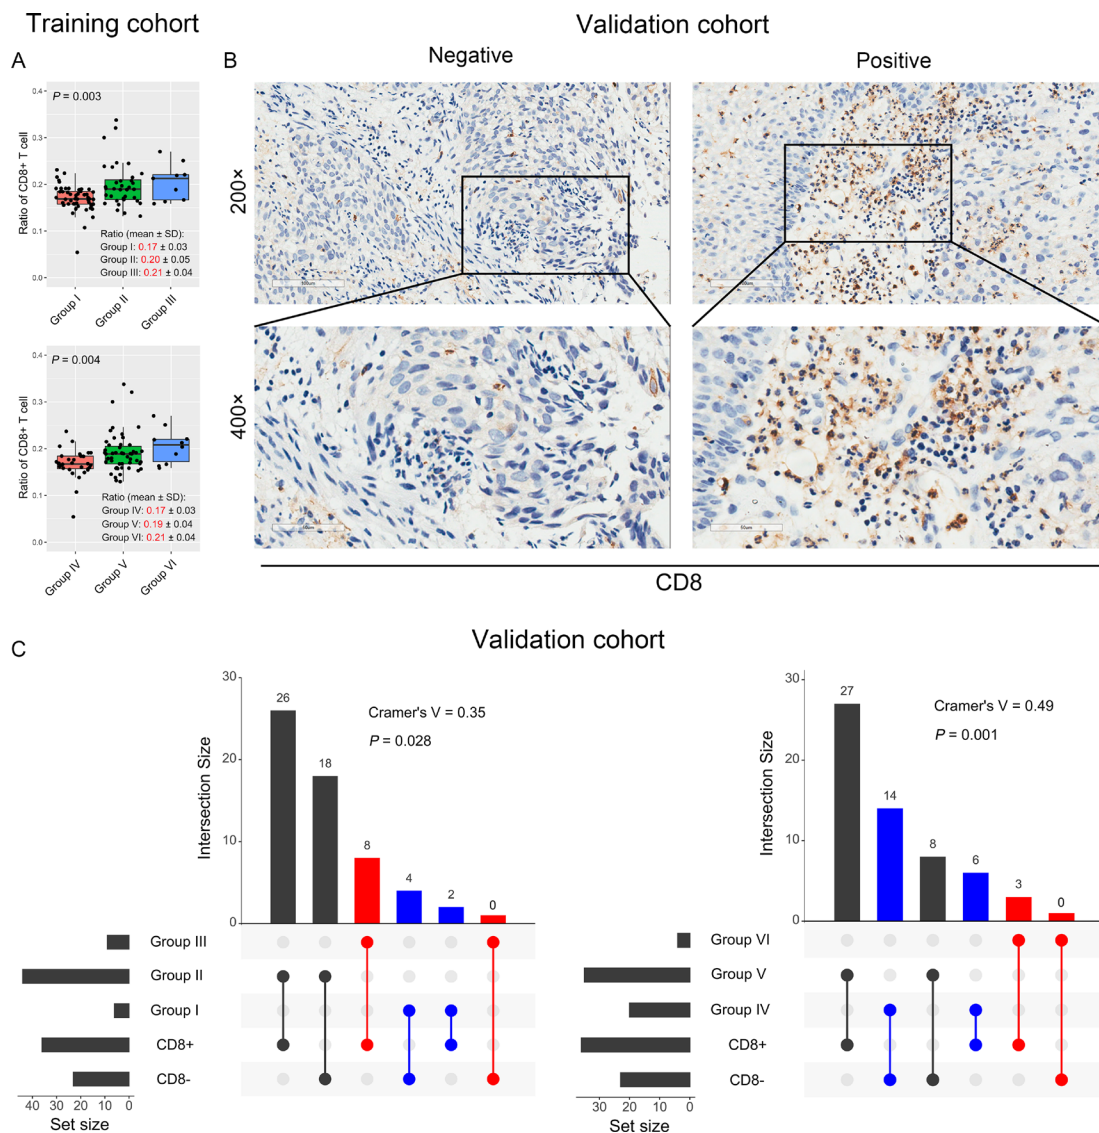 Training cohort
Validation cohort
A
B
Negative
Positive
P = 0.003
Ratio of CD8+ T cell
0.4
0.3
0.2
0.1
0.0
Ratio (mean ± SD):
Group I: 0.17 ± 0.03
Group II: 0.20 ± 0.05
Group III: 0.21 ± 0.04
Group I
Group II
Group III
200×
P = 0.004
Ratio of CD8+ T cell
0.4
0.3
0.2
0.1
0.0
Ratio (mean ± SD):
Group IV: 0.17 ± 0.03
Group V: 0.19 ± 0.04
Group VI: 0.21 ± 0.04
Group IV
Group V
Group VI
400×
50um
CD8
Validation cohort
C
Intersection Size
30
20
10
0
26
18
8
4
2
0
Cramer's V = 0.35
P = 0.028
Group III
Group II
Group I
CD8+
CD8-
40 30 20 10 0
Set size
Intersection Size
30
20
10
0
27
14
8
6
3
0
Cramer's V = 0.49
P = 0.001
Group VI
Group V
Group IV
CD8+
CD8-
30 20 10 0
Set size